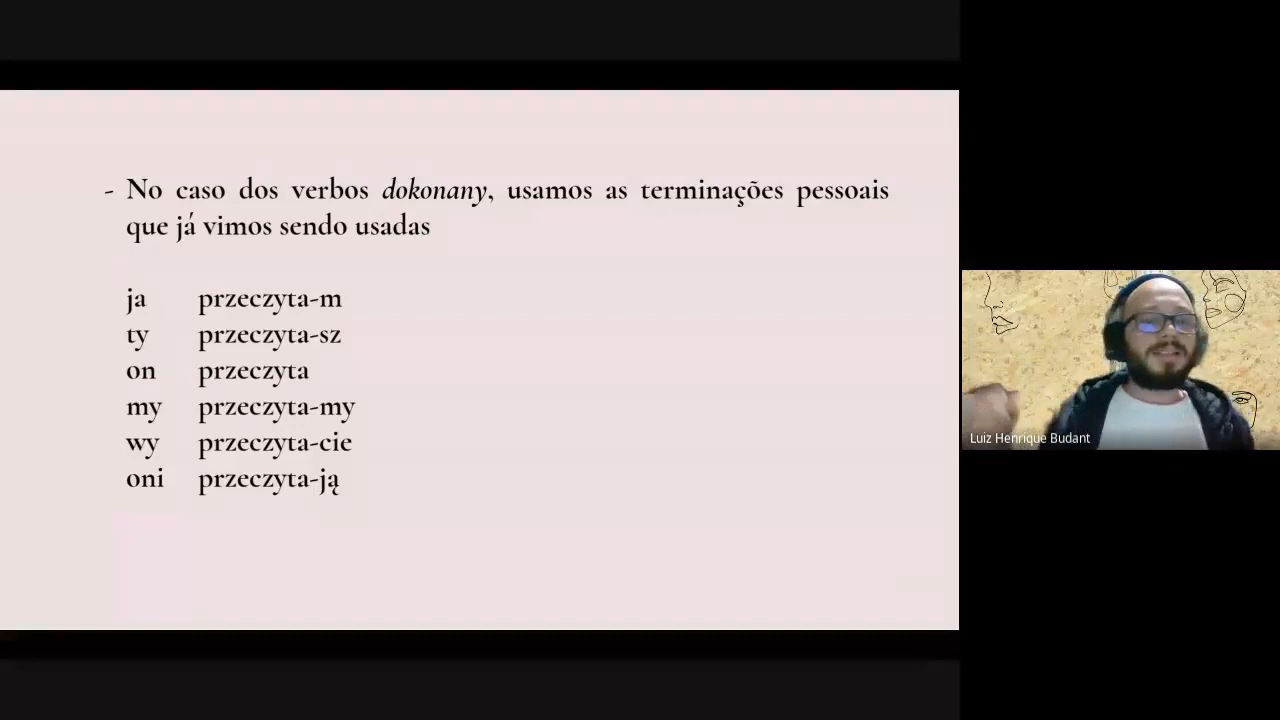 - No caso dos verbos dokonany, usamos as terminações pessoais
que já vimos sendo usadas
ja przeczyta-m
ty przeczyta-sz
on przeczyta
my przeczyta-my
wy przeczyta-cie
oni przeczyta-ją
Luiz Henrique Budant